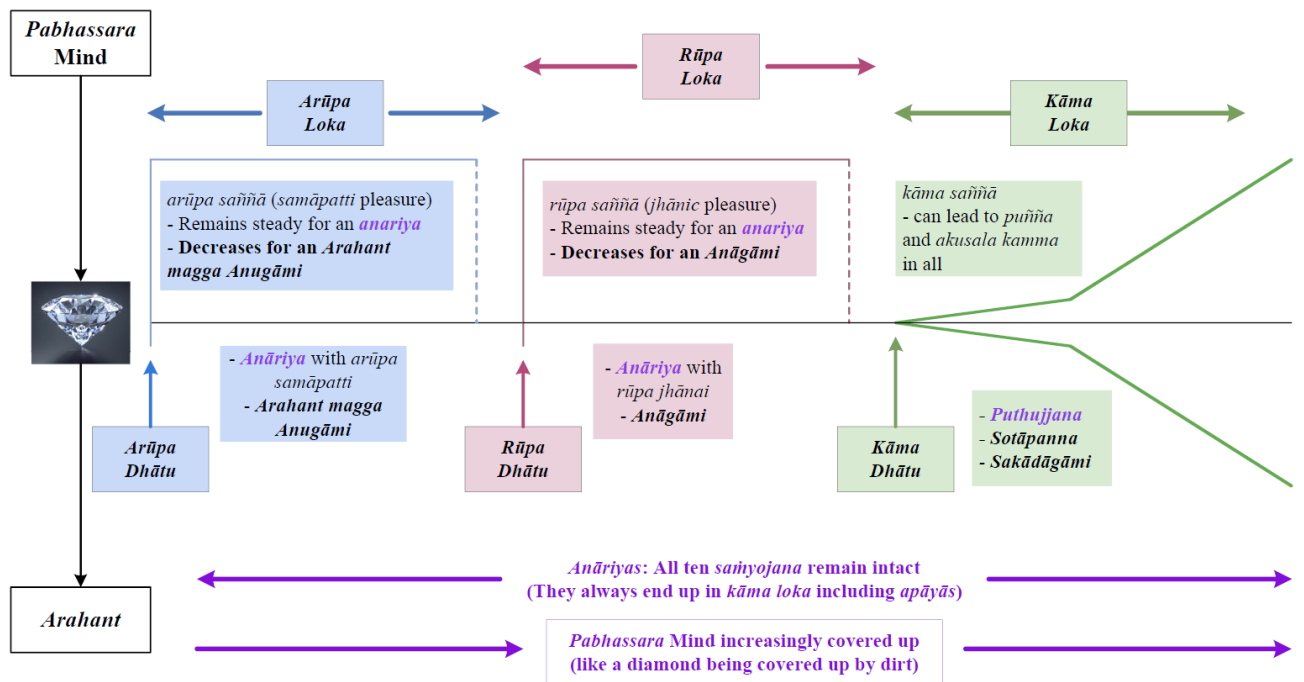 Pabhassara
Mind
Rūpa
Loka
Arūpa
Loka
Kāma
Loka
arūpa saññā (samāpatti pleasure)
- Remains steady for an anariya
- Decreases for an Arahant
magga Anugāmi
rūpa saññā (jhānic pleasure)
- Remains steady for an anariya
- Decreases for an Anāgāmi
kāma saññā
- can lead to puñña
and akusala kamma
in all
- Anāriya with arūpa
samāpatti
- Arahant magga
Anugāmi
- Anāriya with
rūpa jhānai
- Anāgāmi
- Puthujjana
- Sotāpanna
- Sakādāgāmi
Arūpa
Dhātu
Rūpa
Dhātu
Kāma
Dhātu
Anāriyas: All ten saṁyojana remain intact
(They always end up in kāma loka including apāyās)
Arahant
Pabhassara Mind increasingly covered up
(like a diamond being covered up by dirt)